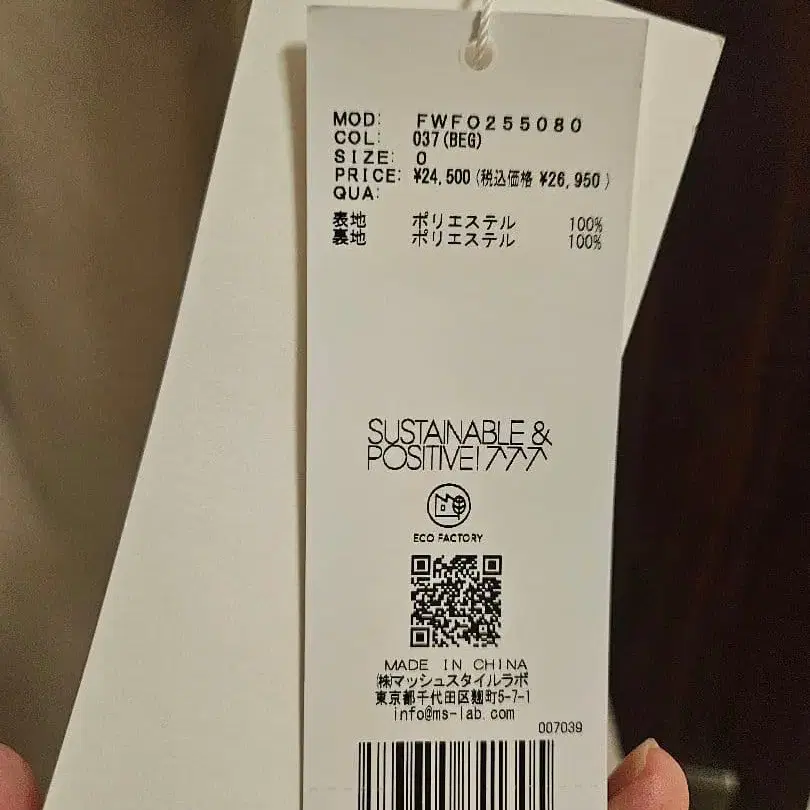 MOD: FWFO255080
COL: 037(BEG)
SIZE: 0
PRICE: ¥24,500(税込価格 ¥26,950)
QUA:
表地 ポリエステル 100%
裏地 ポリエステル 100%
SUSTAINABLE &
POSITIVE! ↗↗↗
ECO FACTORY
MADE IN CHINA
㈱マッシュスタイルラボ
東京都千代田区麹町5-7-1
info@ms-lab.com
007039